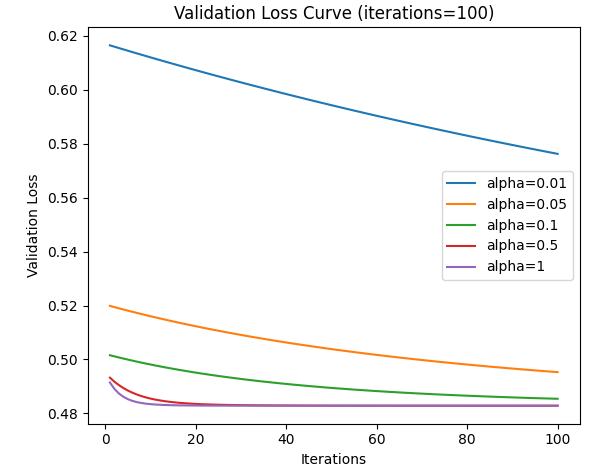 Validation Loss Curve (iterations=100)
0.62
0.60
0.58
0.56
0.54
0.52
0.50
0.48
Validation Loss
alpha=0.01
alpha=0.05
alpha=0.1
alpha=0.5
alpha=1
0 20 40 60 80 100
Iterations